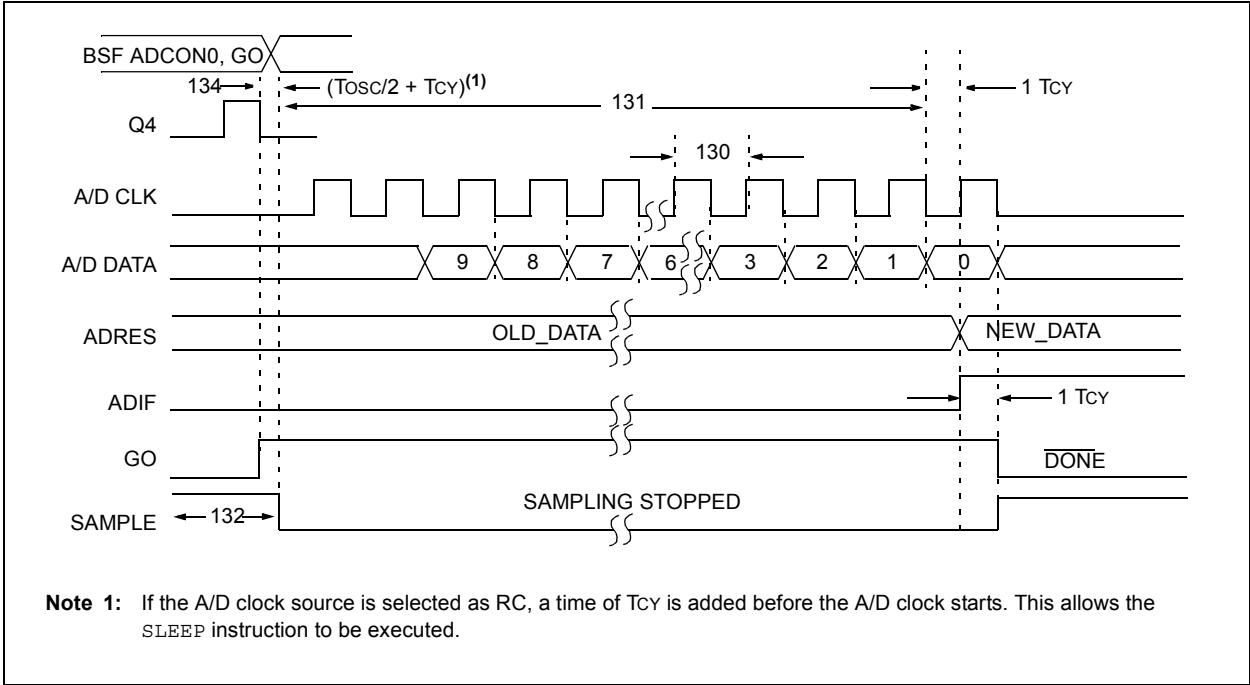 BSF ADCON0, GO
134 (TOSC/2 + TCY)(1) 1 TCY
131
Q4
130
A/D CLK
A/D DATA 9 8 7 6 3 2 1 0
ADRES OLD_DATA NEW_DATA
ADIF 1 TCY
GO DONE
SAMPLING STOPPED
SAMPLE 132
Note 1: If the A/D clock source is selected as RC, a time of TCY is added before the A/D clock starts. This allows the
SLEEP instruction to be executed.